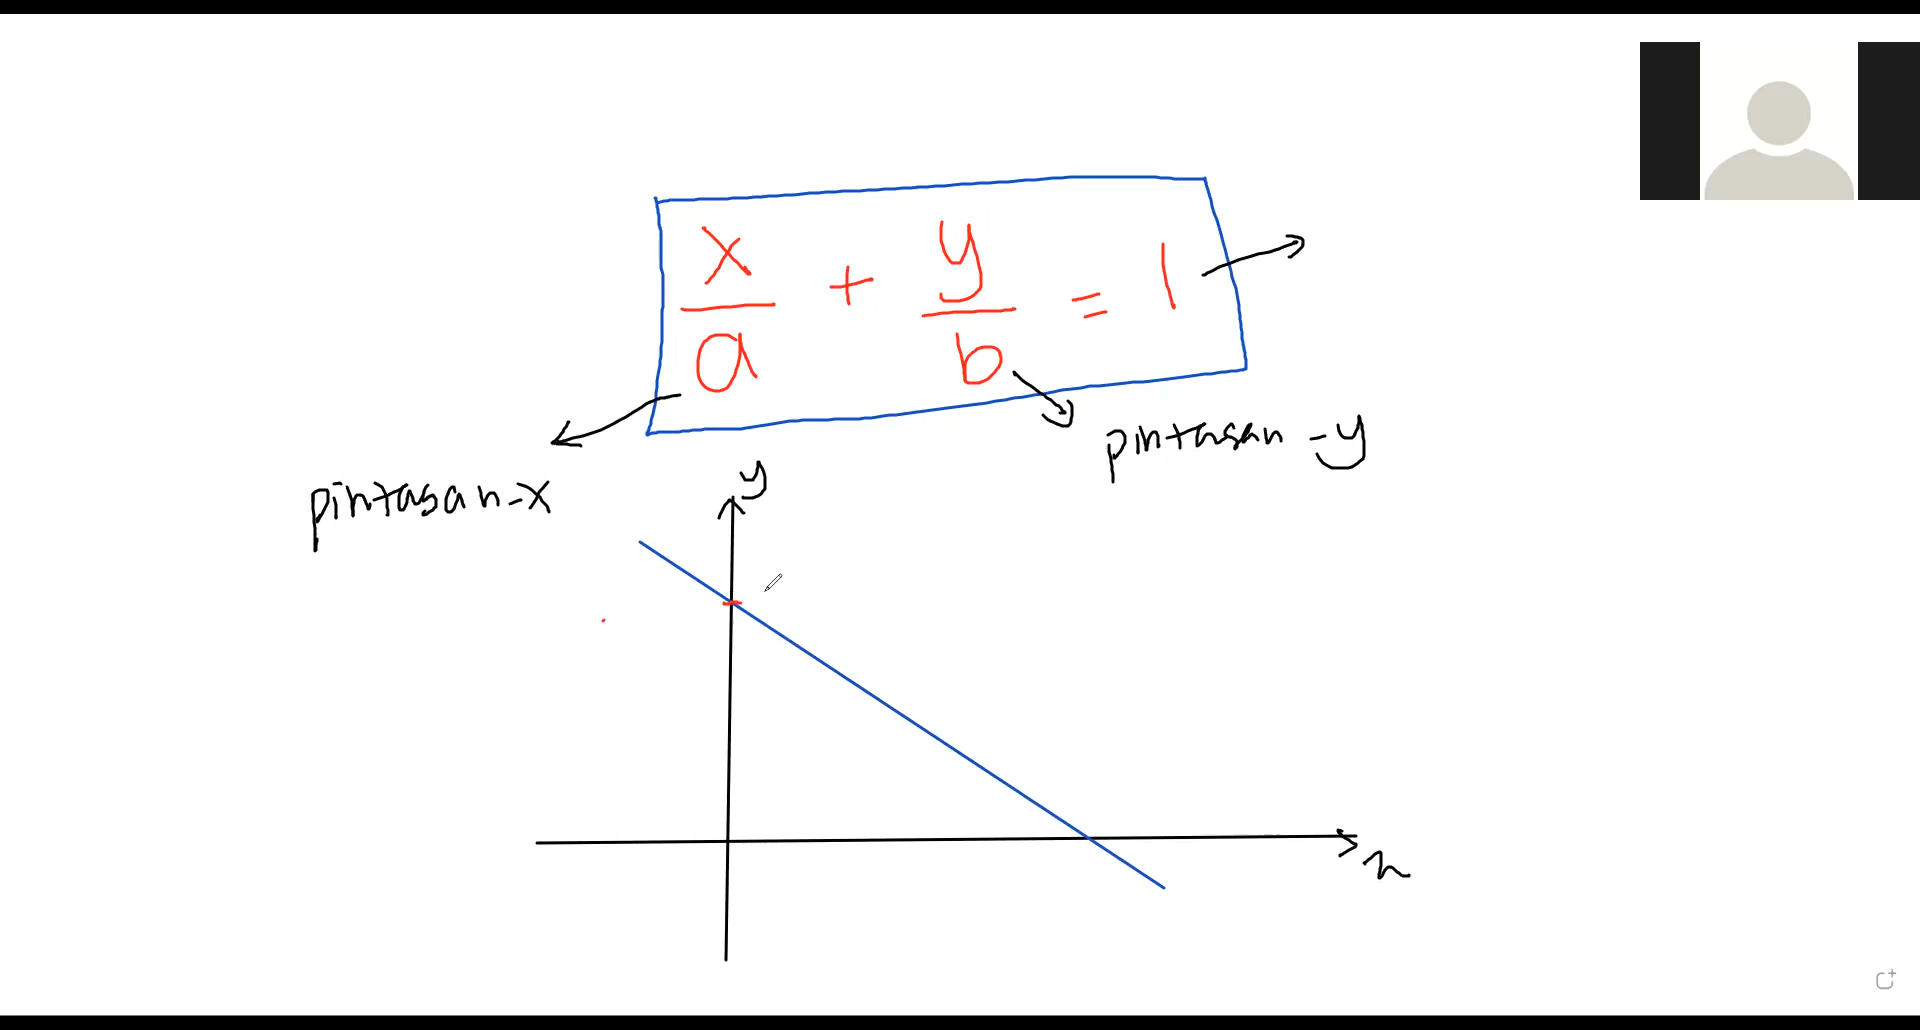 x/a + y/b = 1
pintasan-y
pintasan-x
y
x